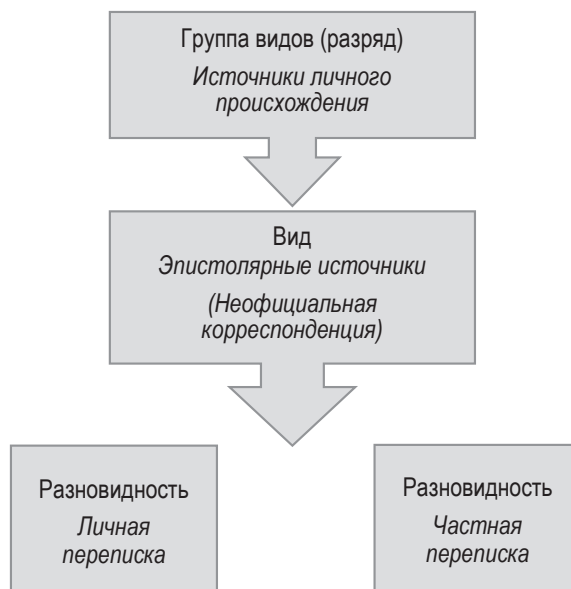 Группа видов (разряд)
Источники личного
происхождения
Вид
Эпистолярные источники
(Неофициальная
корреспонденция)
Разновидность
Личная
переписка
Разновидность
Частная
переписка